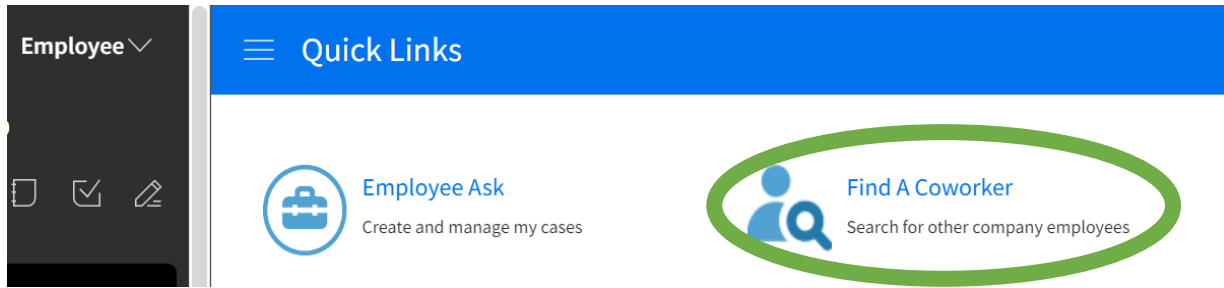 Employee
Quick Links
Employee Ask
Create and manage my cases
Find A Coworker
Search for other company employees